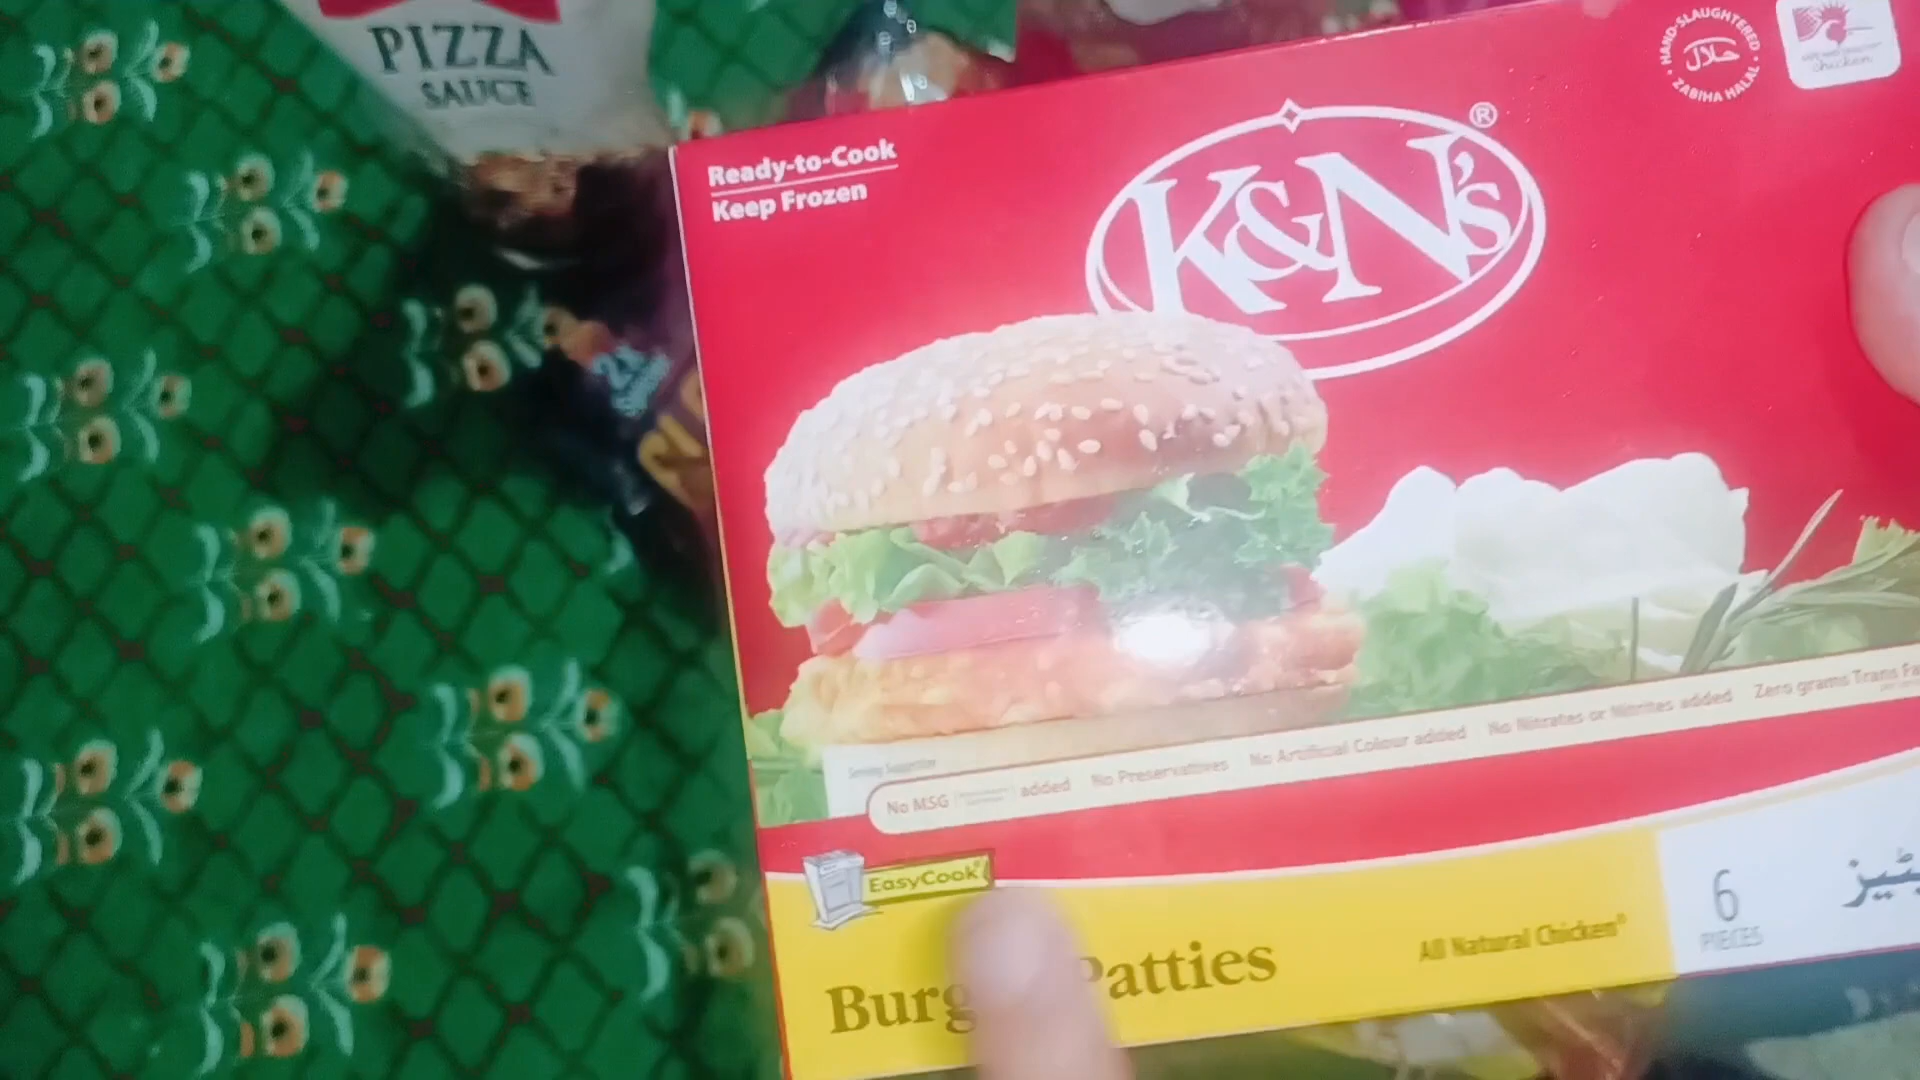 PIZZA
SAUCE
Ready-to-Cook
Keep Frozen
K&N's®
HAND-SLAUGHTERED
حلال
ZABIHA HALAL
chicken
Serving Suggestion
No MSG added No Preservatives No Artificial Colour added No Nitrates or Nitrites added Zero grams Trans
EasyCook
Patties
All Natural Chicken®
6
PIECES